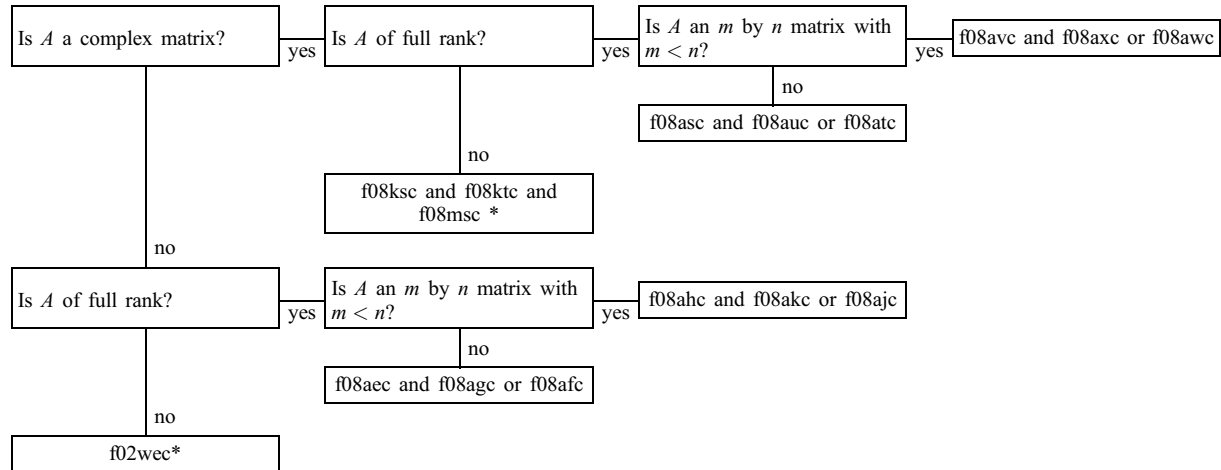 Is A a complex matrix?
yes
Is A of full rank?
yes
Is A an m by n matrix with
m < n?
yes
f08avc and f08axc or f08awc
no
f08asc and f08auc or f08atc
no
f08ksc and f08ktc and
f08msc *
no
Is A of full rank?
yes
Is A an m by n matrix with
m < n?
yes
f08ahc and f08akc or f08ajc
no
f08aec and f08agc or f08afc
no
f02wec*